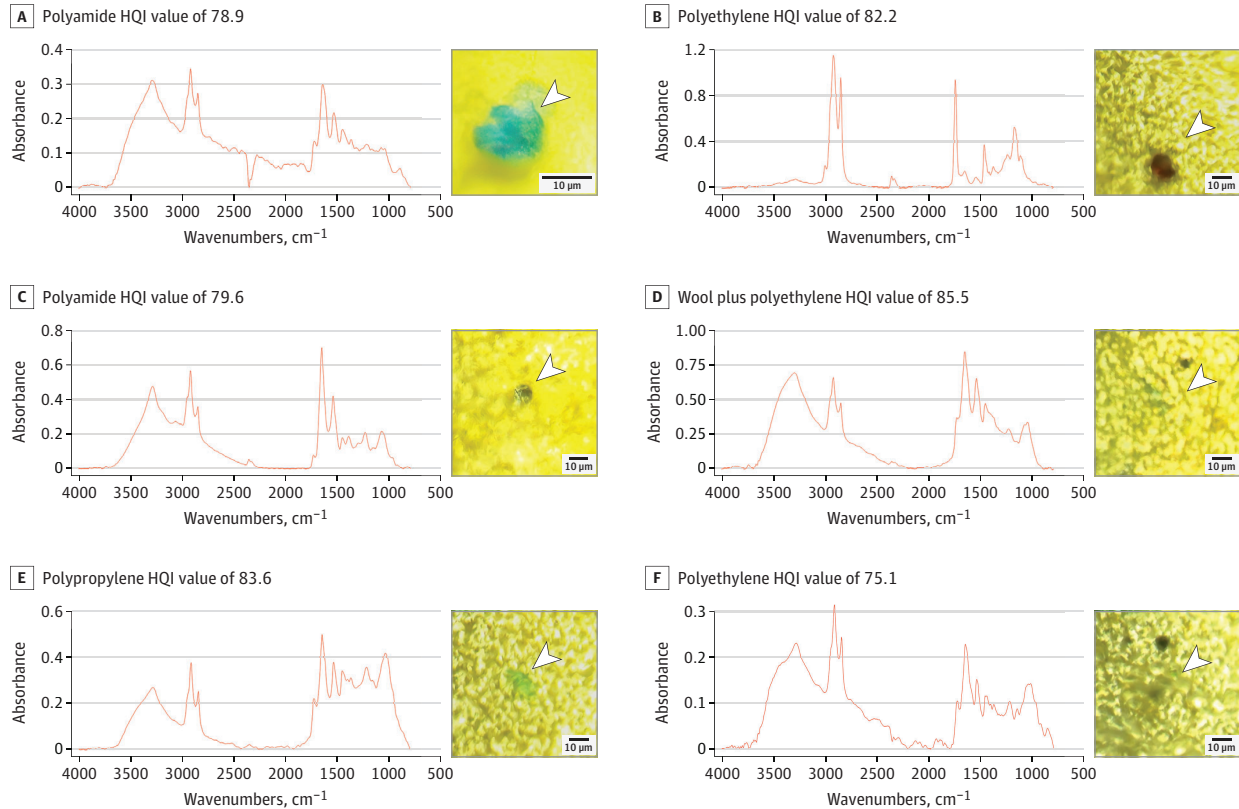 A Polyamide HQI value of 78.9
0.4
0.3
0.2
0.1
0
Absorbance
4000 3500 3000 2500 2000 1500 1000 500
Wavenumbers, cm⁻¹
10 μm
B Polyethylene HQI value of 82.2
1.2
0.8
0.4
0
Absorbance
4000 3500 3000 2500 2000 1500 1000 500
Wavenumbers, cm⁻¹
10 μm
C Polyamide HQI value of 79.6
0.8
0.6
0.4
0.2
0
Absorbance
4000 3500 3000 2500 2000 1500 1000 500
Wavenumbers, cm⁻¹
10 μm
D Wool plus polyethylene HQI value of 85.5
1.00
0.75
0.50
0.25
0
Absorbance
4000 3500 3000 2500 2000 1500 1000 500
Wavenumbers, cm⁻¹
10 μm
E Polypropylene HQI value of 83.6
0.6
0.4
0.2
0
Absorbance
4000 3500 3000 2500 2000 1500 1000 500
Wavenumbers, cm⁻¹
10 μm
F Polyethylene HQI value of 75.1
0.3
0.2
0.1
0
Absorbance
4000 3500 3000 2500 2000 1500 1000 500
Wavenumbers, cm⁻¹
10 μm